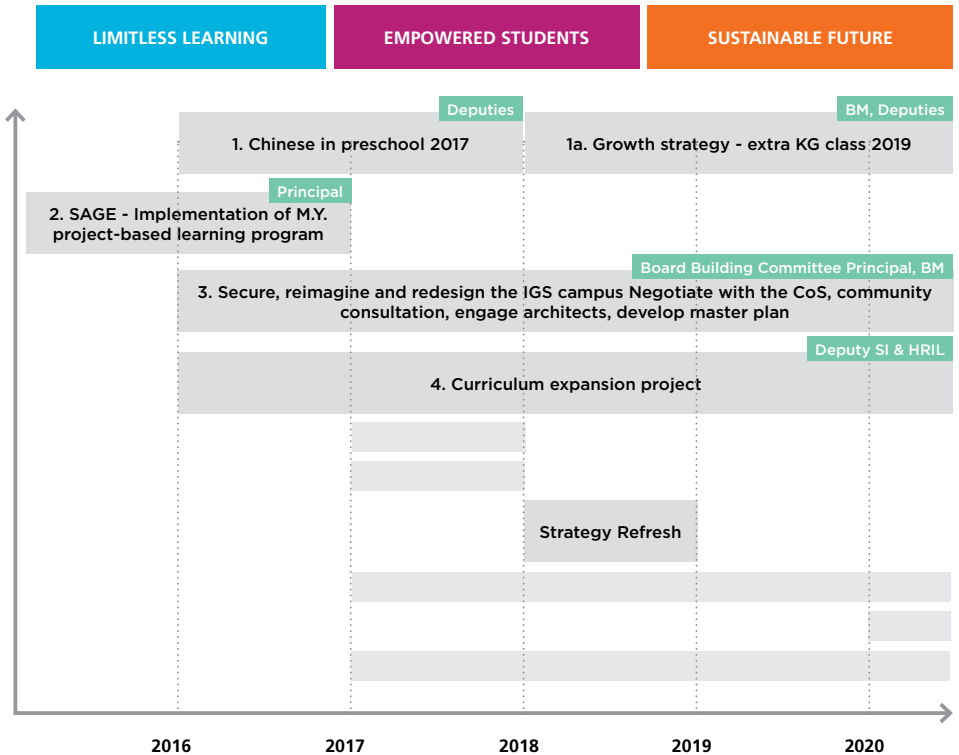 LIMITLESS LEARNING
EMPOWERED STUDENTS
SUSTAINABLE FUTURE
Deputies
BM, Deputies
1. Chinese in preschool 2017
1a. Growth strategy - extra KG class 2019
Principal
2. SAGE - Implementation of M.Y.
project-based learning program
Board Building Committee Principal, BM
3. Secure, reimagine and redesign the IGS campus Negotiate with the CoS, community
consultation, engage architects, develop master plan
Deputy SI & HRIL
4. Curriculum expansion project
Strategy Refresh
2016
2017
2018
2019
2020